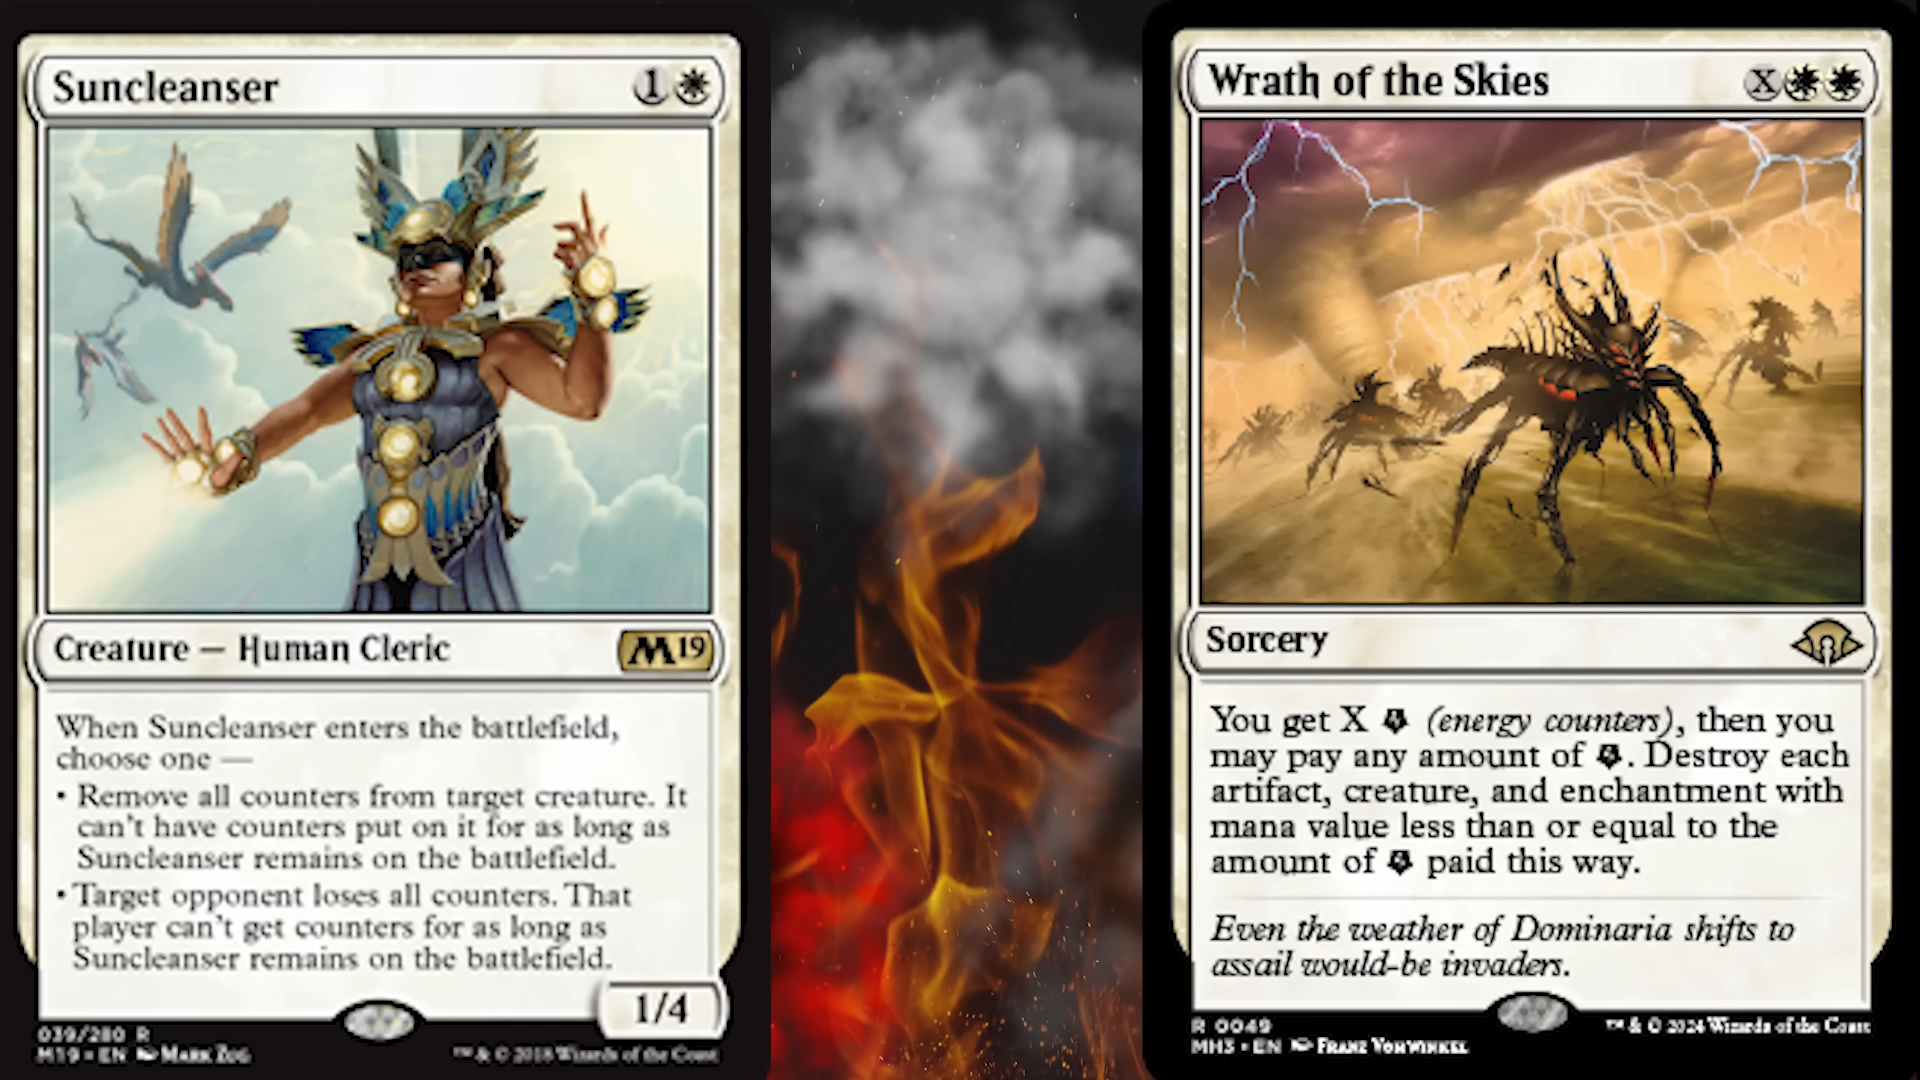 Suncleanser 1
Creature — Human Cleric M19
When Suncleanser enters the battlefield,
choose one —
• Remove all counters from target creature. It
can't have counters put on it for as long as
Suncleanser remains on the battlefield.
• Target opponent loses all counters. That
player can't get counters for as long as
Suncleanser remains on the battlefield.
1/4
039/280 R
M19 • EN MARK ZUG
™ & © 2018 Wizards of the Coast
Wrath of the Skies X
Sorcery
You get X (energy counters), then you
may pay any amount of . Destroy each
artifact, creature, and enchantment with
mana value less than or equal to the
amount of paid this way.
Even the weather of Dominaria shifts to
assail would-be invaders.
R 0049
MH3 • EN FRANZ VOHWINKEL
™ & © 2024 Wizards of the Coast